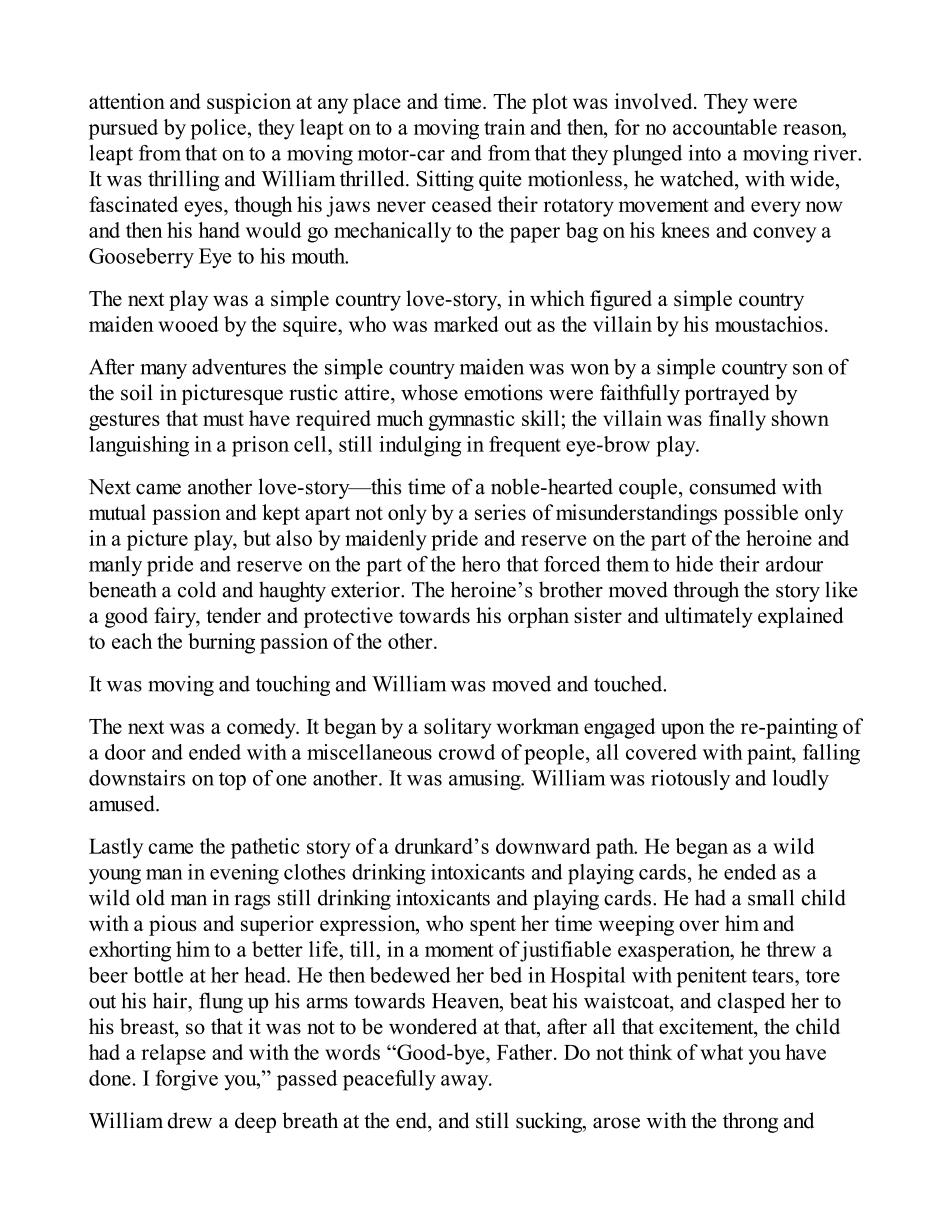 attention and suspicion at any place and time. The plot was involved. They were
pursued by police, they leapt on to a moving train and then, for no accountable reason,
leapt from that on to a moving motor-car and from that they plunged into a moving river.
It was thrilling and William thrilled. Sitting quite motionless, he watched, with wide,
fascinated eyes, though his jaws never ceased their rotatory movement and every now
and then his hand would go mechanically to the paper bag on his knees and convey a
Gooseberry Eye to his mouth.
The next play was a simple country love-story, in which figured a simple country
maiden wooed by the squire, who was marked out as the villain by his moustachios.
After many adventures the simple country maiden was won by a simple country son of
the soil in picturesque rustic attire, whose emotions were faithfully portrayed by
gestures that must have required much gymnastic skill; the villain was finally shown
languishing in a prison cell, still indulging in frequent eye-brow play.
Next came another love-story—this time of a noble-hearted couple, consumed with
mutual passion and kept apart not only by a series of misunderstandings possible only
in a picture play, but also by maidenly pride and reserve on the part of the heroine and
manly pride and reserve on the part of the hero that forced them to hide their ardour
beneath a cold and haughty exterior. The heroine’s brother moved through the story like
a good fairy, tender and protective towards his orphan sister and ultimately explained
to each the burning passion of the other.
It was moving and touching and William was moved and touched.
The next was a comedy. It began by a solitary workman engaged upon the re-painting of
a door and ended with a miscellaneous crowd of people, all covered with paint, falling
downstairs on top of one another. It was amusing. William was riotously and loudly
amused.
Lastly came the pathetic story of a drunkard’s downward path. He began as a wild
young man in evening clothes drinking intoxicants and playing cards, he ended as a
wild old man in rags still drinking intoxicants and playing cards. He had a small child
with a pious and superior expression, who spent her time weeping over him and
exhorting him to a better life, till, in a moment of justifiable exasperation, he threw a
beer bottle at her head. He then bedewed her bed in Hospital with penitent tears, tore
out his hair, flung up his arms towards Heaven, beat his waistcoat, and clasped her to
his breast, so that it was not to be wondered at that, after all that excitement, the child
had a relapse and with the words “Good-bye, Father. Do not think of what you have
done. I forgive you,” passed peacefully away.
William drew a deep breath at the end, and still sucking, arose with the throng and